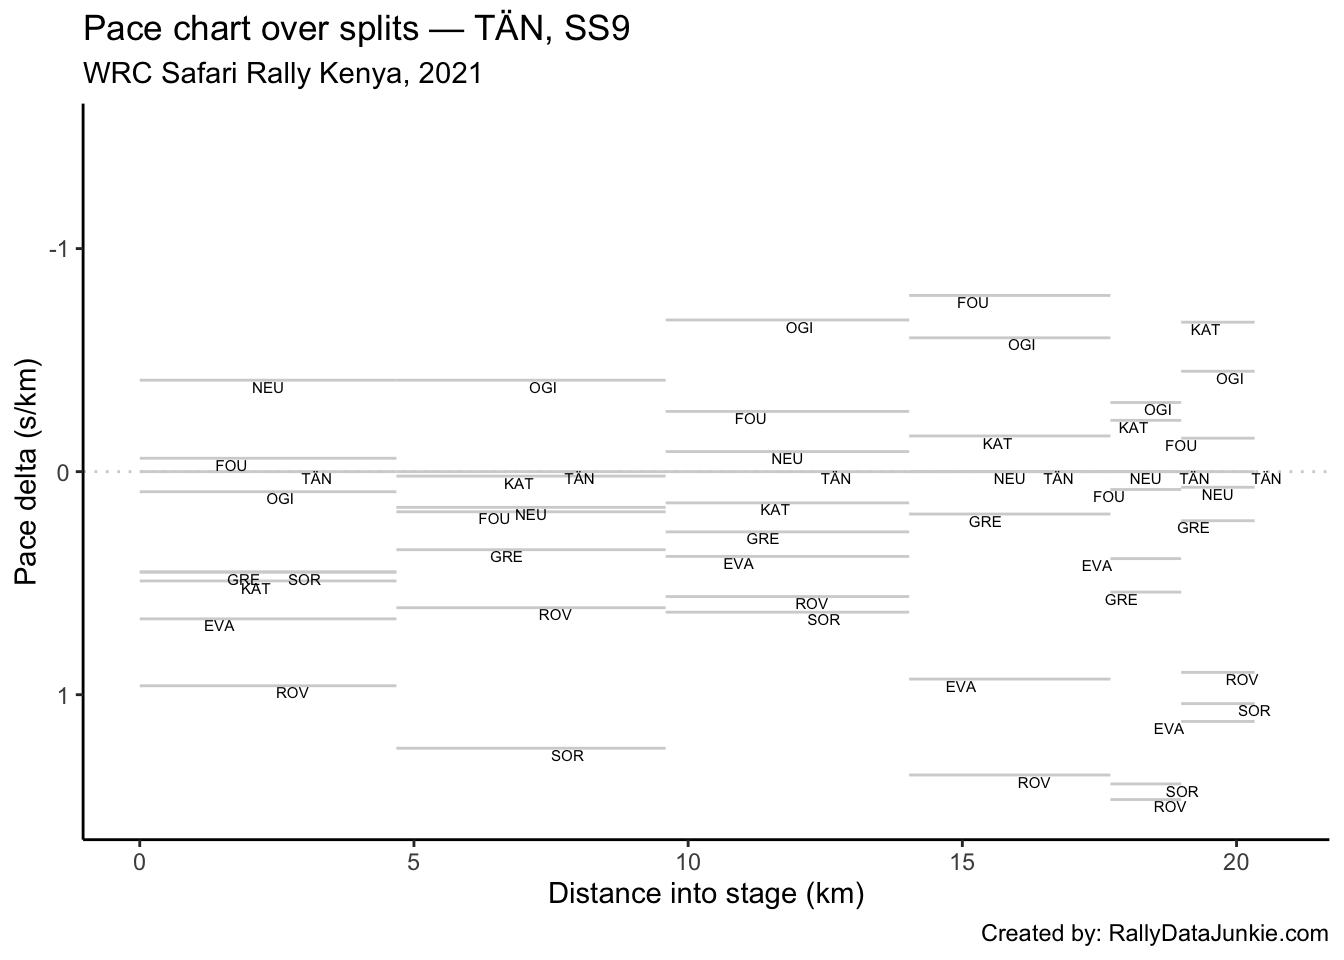 Pace chart over splits — TÄN, SS9
WRC Safari Rally Kenya, 2021
Pace delta (s/km)
-1
0
1
NEU
FOU
TÄN
OGI
GRE SOR
KAT
EVA
ROV
OGI
KAT TÄN
FOU NEU
GRE
ROV
SOR
OGI
FOU
NEU
TÄN
KAT
GRE
EVA
ROV
SOR
FOU
OGI
KAT
NEU TÄN
GRE
EVA
ROV
OGI
KAT
NEU TÄN
FOU
EVA
GRE
SOR
ROV
KAT
OGI
FOU
TÄN
NEU
GRE
ROV
SOR
EVA
0 5 10 15 20
Distance into stage (km)
Created by: RallyDataJunkie.com